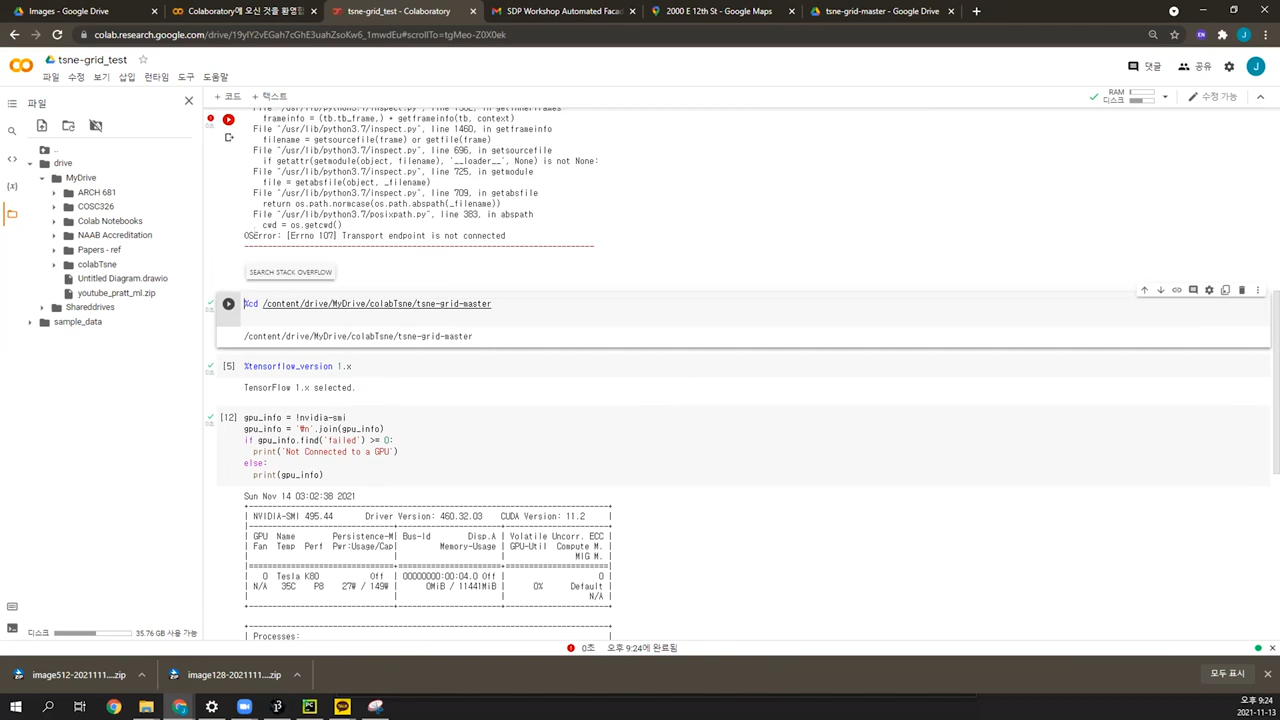 Images - Google Drive
Colaboratory에 오신 것을 환영합
tsne-grid_test - Colaboratory
SDP Workshop Automated Facad
2000 E 12th St - Google Maps
tsne-grid-master - Google Drive
colab.research.google.com/drive/19yIY2vEGah7cGhE3uahZsoKw6_1mwdEu#scrollTo=tgMeo-Z0X0ek
tsne-grid_test
댓글
공유
J
파일 수정 보기 삽입 런타임 도구 도움말
파일
+ 코드 + 텍스트
RAM
디스크
수정 가능
..
drive
MyDrive
ARCH 681
COSC326
Colab Notebooks
NAAB Accreditation
Papers - ref
colabTsne
Untitled Diagram.drawio
youtube_pratt_ml.zip
Shareddrives
sample_data
디스크 35.76 GB 사용 가능
File "/usr/lib/python3.7/inspect.py", line 1502, in getinnerframes
frameinfo = (tb.tb_frame,) + getframeinfo(tb, context)
File "/usr/lib/python3.7/inspect.py", line 1460, in getframeinfo
filename = getsourcefile(frame) or getfile(frame)
File "/usr/lib/python3.7/inspect.py", line 696, in getsourcefile
if getattr(getmodule(object, filename), '__loader__', None) is not None:
File "/usr/lib/python3.7/inspect.py", line 725, in getmodule
file = getabsfile(object, _filename)
File "/usr/lib/python3.7/inspect.py", line 709, in getabsfile
return os.path.normcase(os.path.abspath(_filename))
File "/usr/lib/python3.7/posixpath.py", line 383, in abspath
cwd = os.getcwd()
OSError: [Errno 107] Transport endpoint is not connected
SEARCH STACK OVERFLOW
%cd /content/drive/MyDrive/colabTsne/tsne-grid-master
/content/drive/MyDrive/colabTsne/tsne-grid-master
[5] %tensorflow_version 1.x
TensorFlow 1.x selected.
[12] gpu_info = !nvidia-smi
gpu_info = '₩n'.join(gpu_info)
if gpu_info.find('failed') >= 0:
print('Not Connected to a GPU')
else:
print(gpu_info)
Sun Nov 14 03:02:38 2021
| NVIDIA-SMI 495.44 Driver Version: 460.32.03 CUDA Version: 11.2 |
| GPU Name Persistence-M| Bus-Id Disp.A | Volatile Uncorr. ECC |
| Fan Temp Perf Pwr:Usage/Cap| Memory-Usage | GPU-Util Compute M. |
| | | MIG M. |
| 0 Tesla K80 Off | 00000000:00:04.0 Off | 0 |
| N/A 35C P8 27W / 149W | 0MiB / 11441MiB | 0% Default |
| | | N/A |
| Processes: |
0초 오후 9:24에 완료됨
image512-2021111....zip
image128-2021111....zip
모두 표시
TALK
오후 9:24
2021-11-13